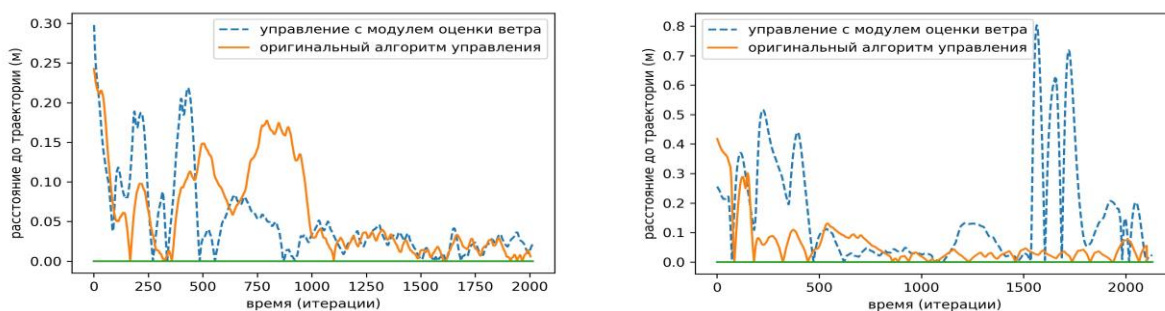 управление с модулем оценки ветра
оригинальный алгоритм управления
расстояние до траектории (м)
0.30
0.25
0.20
0.15
0.10
0.05
0.00
0 250 500 750 1000 1250 1500 1750 2000
время (итерации)
управление с модулем оценки ветра
оригинальный алгоритм управления
расстояние до траектории (м)
0.8
0.7
0.6
0.5
0.4
0.3
0.2
0.1
0.0
0 500 1000 1500 2000
время (итерации)